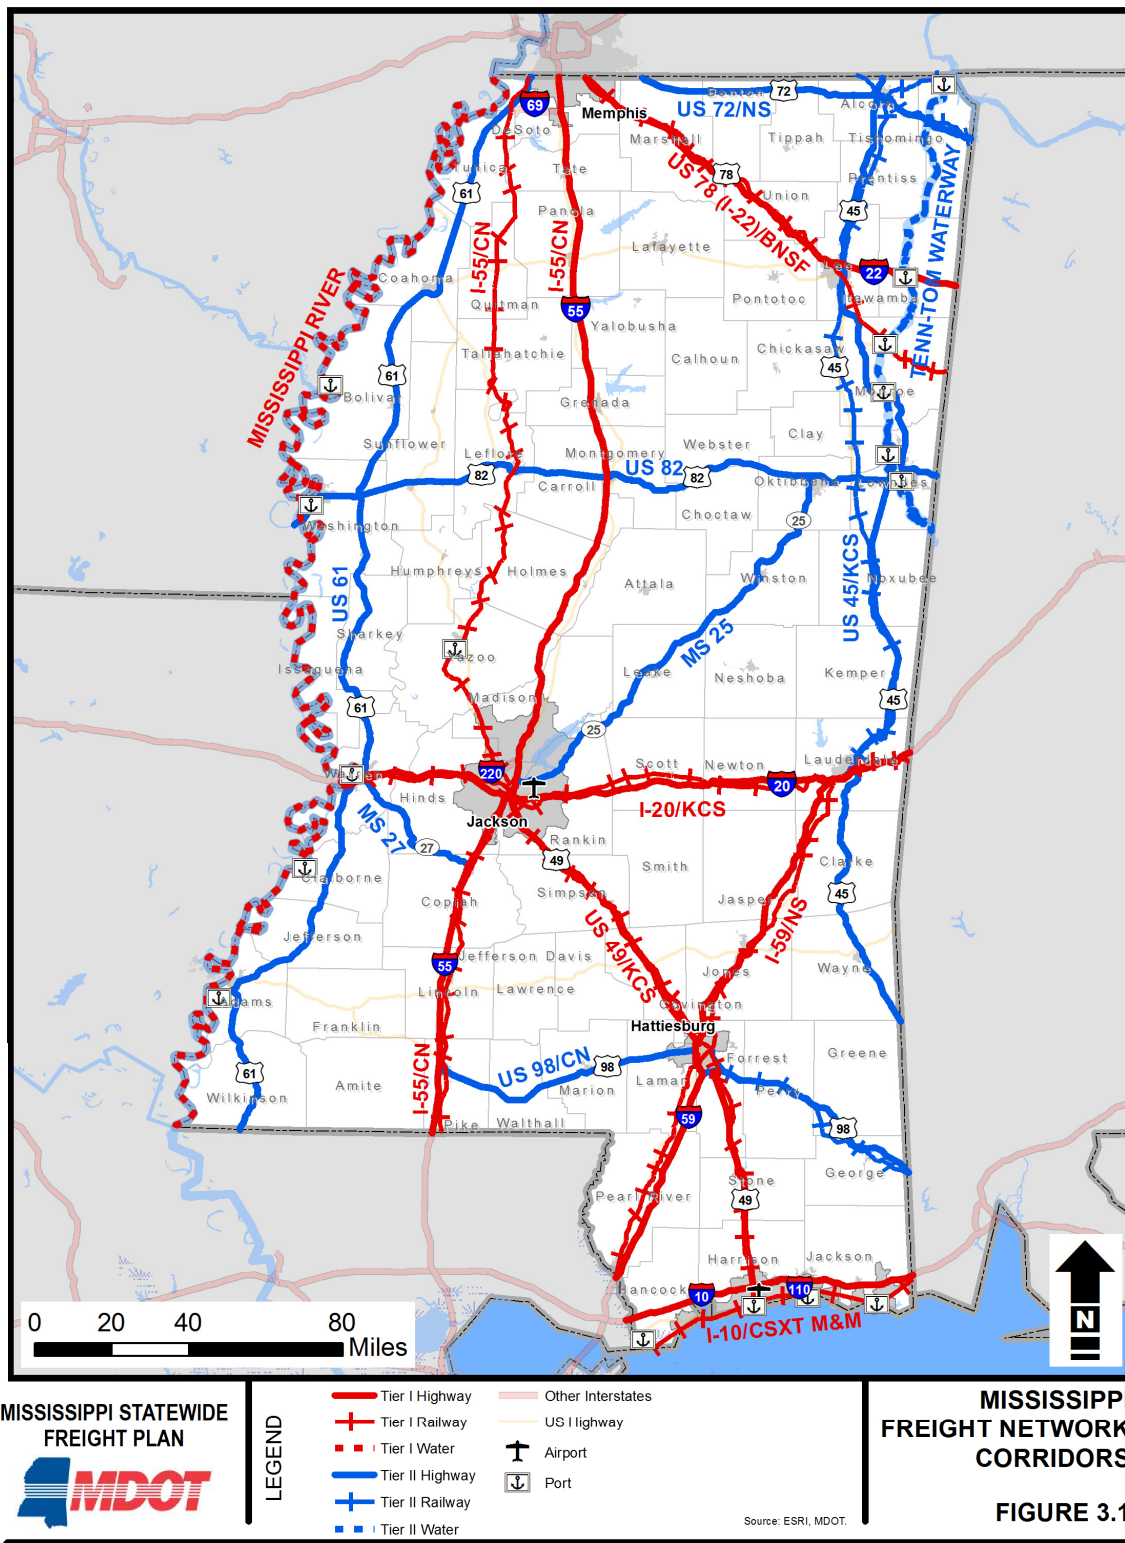 69
Memphis
72
Benton
US 72/NS
Alcorn
DeSoto
Marshall
Tippah
Tishomingo
Tunica
Tate
78
Prentiss
61
US 78 (I-22)/BNSF
Union
Panola
45
TENN-TOM WATERWAY
I-55/CN
I-55/CN
Lafayette
Lee
22
Coahoma
MISSISSIPPI RIVER
Quitman
55
Pontotoc
Itawamba
Yalobusha
Tallahatchie
Chickasaw
Calhoun
45
61
Bolivar
Monroe
Grenada
Clay
Sunflower
Webster
Leflore
Montgomery
82
US 82
82
Carroll
Oktibbeha
Lowndes
Washington
Choctaw
25
US 61
Humphreys
Holmes
Attala
Winston
US 45/KCS
Noxubee
Sharkey
MS 25
Yazoo
Issaquena
Leake
Neshoba
Kemper
Madison
61
45
25
Warren
220
Scott
Newton
Lauderdale
Hinds
20
I-20/KCS
Jackson
MS 27
27
Rankin
49
Smith
Clarke
Claiborne
Simpson
45
Copiah
Jasper
US 49/KCS
I-59/NS
Jefferson
55
Jefferson Davis
Wayne
Jones
Lincoln
Lawrence
Adams
Covington
Franklin
Hattiesburg
Greene
Forrest
US 98/CN
98
61
I-55/CN
Amite
Lamar
Marion
Perry
Wilkinson
59
98
Pike
Walthall
George
Stone
Pearl River
49
Harrison
Jackson
Hancock
10
110
I-10/CSXT M&M
0 20 40 80
Miles
N
MISSISSIPPI STATEWIDE
FREIGHT PLAN
MDOT
LEGEND
Tier I Highway
Tier I Railway
Tier I Water
Tier II Highway
Tier II Railway
Tier II Water
Other Interstates
US Highway
Airport
Port
Source: ESRI, MDOT.
MISSISSIPPI
FREIGHT NETWORK
CORRIDORS
FIGURE 3.1